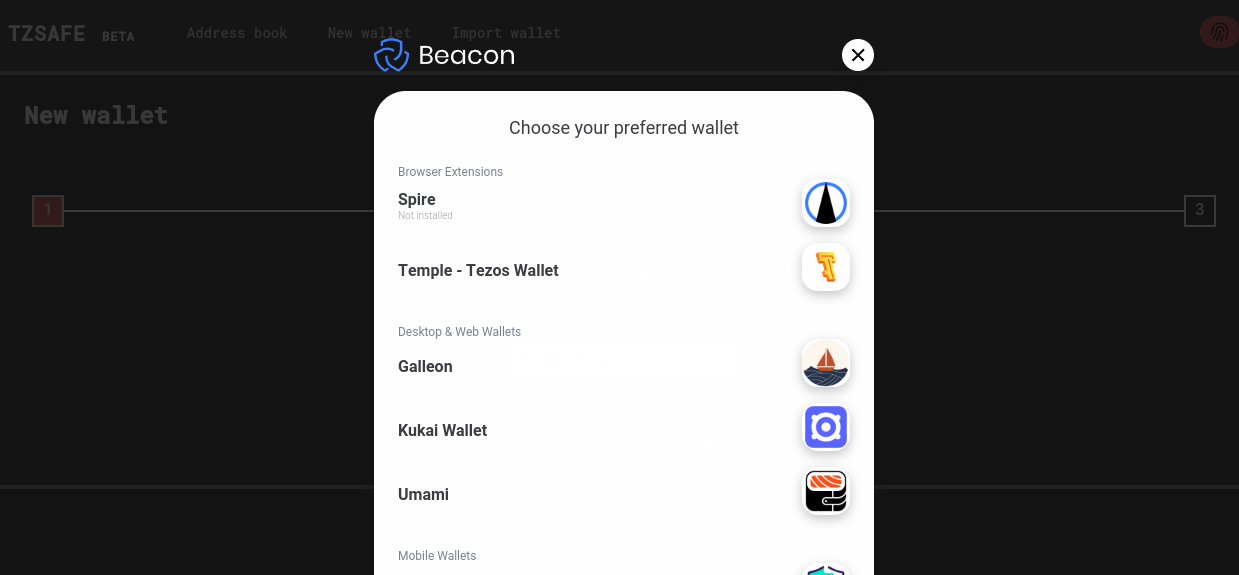 TZSAFE BETA Address book New wallet Import wallet
Beacon
New wallet
Choose your preferred wallet
Browser Extensions
Spire
Not installed
1
3
Temple - Tezos Wallet
Desktop & Web Wallets
Galleon
Kukai Wallet
Umami
Mobile Wallets